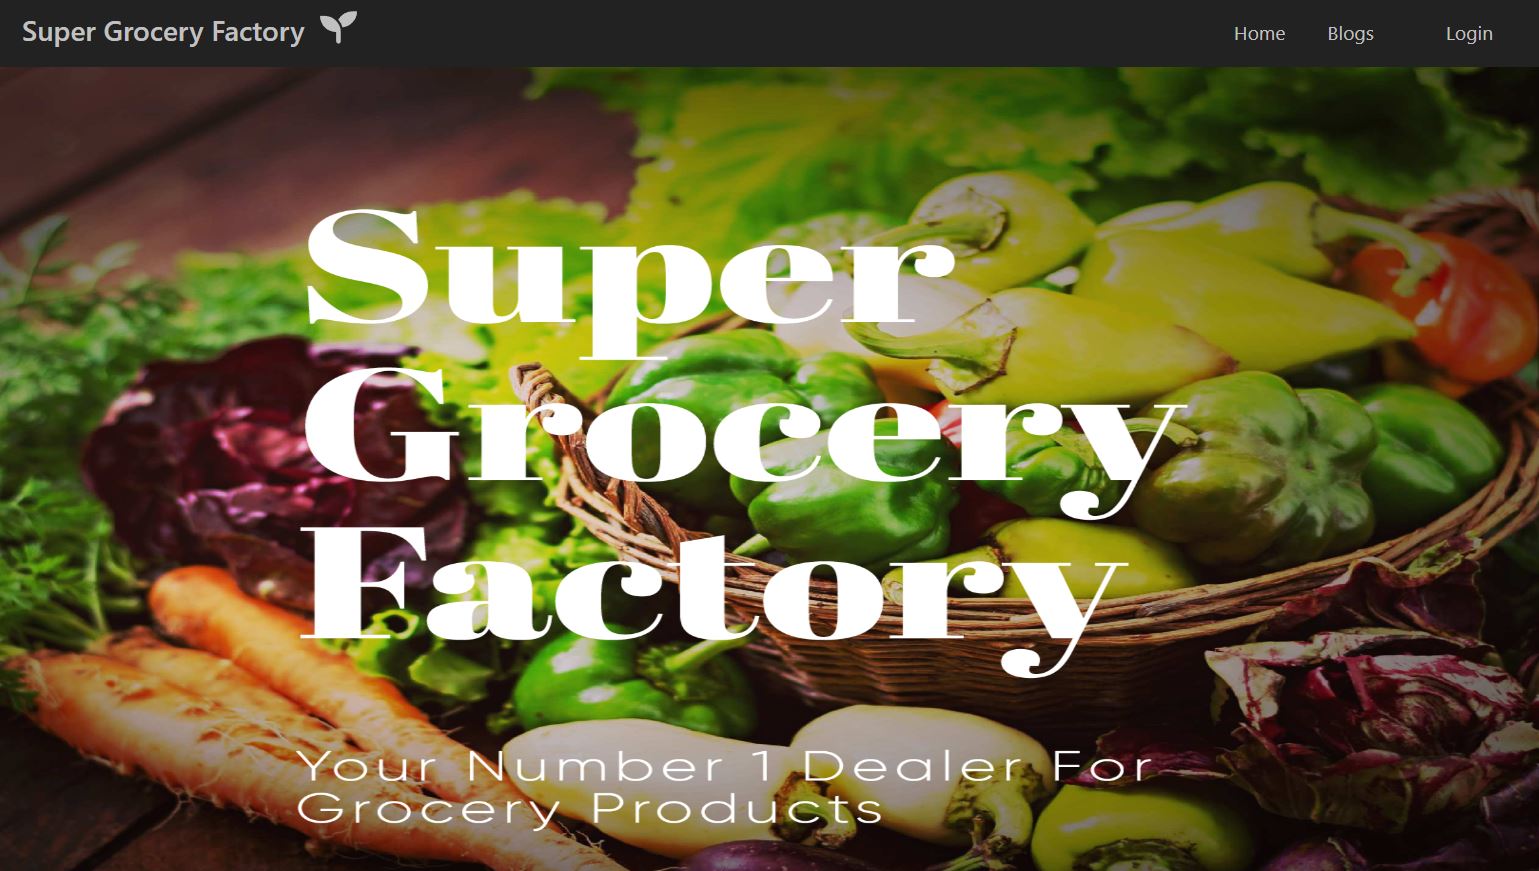 Super Grocery Factory
Home
Blogs
Login
Super
Grocery
Factory
Your Number 1 Dealer For
Grocery Products